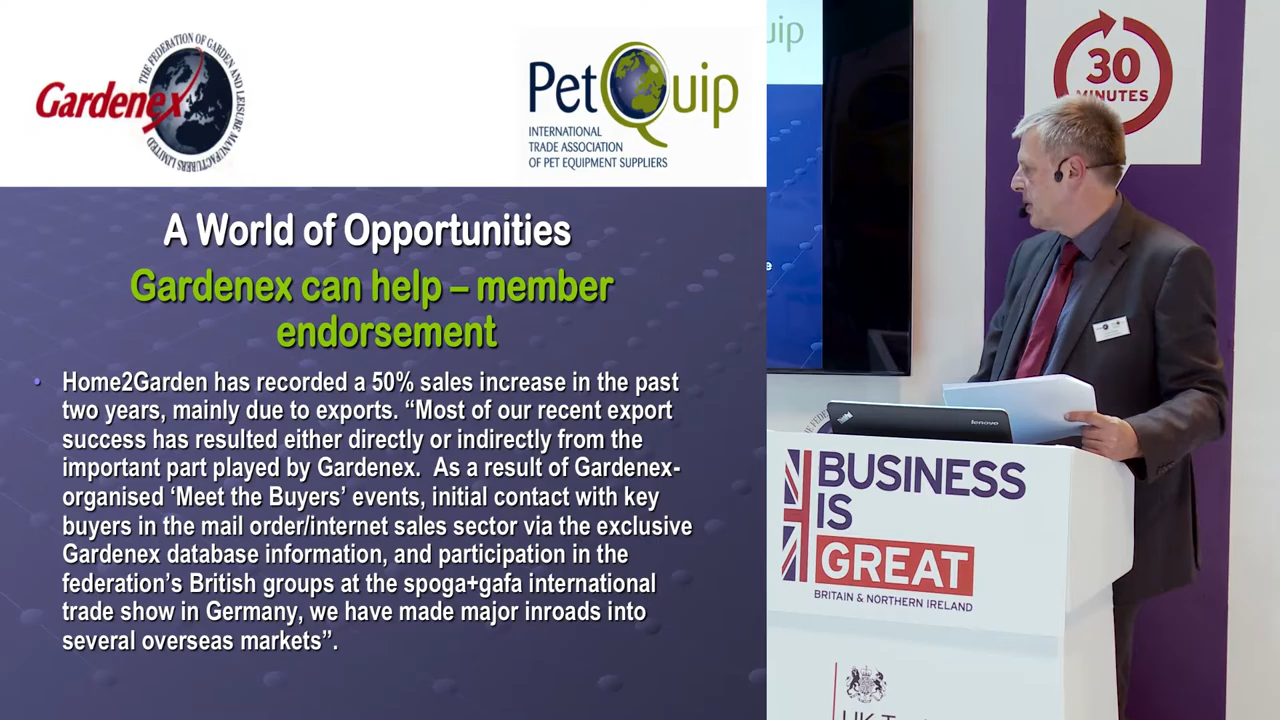 Gardenex
THE FEDERATION OF GARDEN AND LEISURE MANUFACTURERS LIMITED
PetQuip
INTERNATIONAL
TRADE ASSOCIATION
OF PET EQUIPMENT SUPPLIERS
A World of Opportunities
Gardenex can help – member
endorsement
• Home2Garden has recorded a 50% sales increase in the past
two years, mainly due to exports. “Most of our recent export
success has resulted either directly or indirectly from the
important part played by Gardenex.  As a result of Gardenex-
organised ‘Meet the Buyers’ events, initial contact with key
buyers in the mail order/internet sales sector via the exclusive
Gardenex database information, and participation in the
federation’s British groups at the spoga+gafa international
trade show in Germany, we have made major inroads into
several overseas markets”.
uip
e
30
MINUTES
ThinkPad
lenovo
BUSINESS
IS
GREAT
BRITAIN & NORTHERN IRELAND